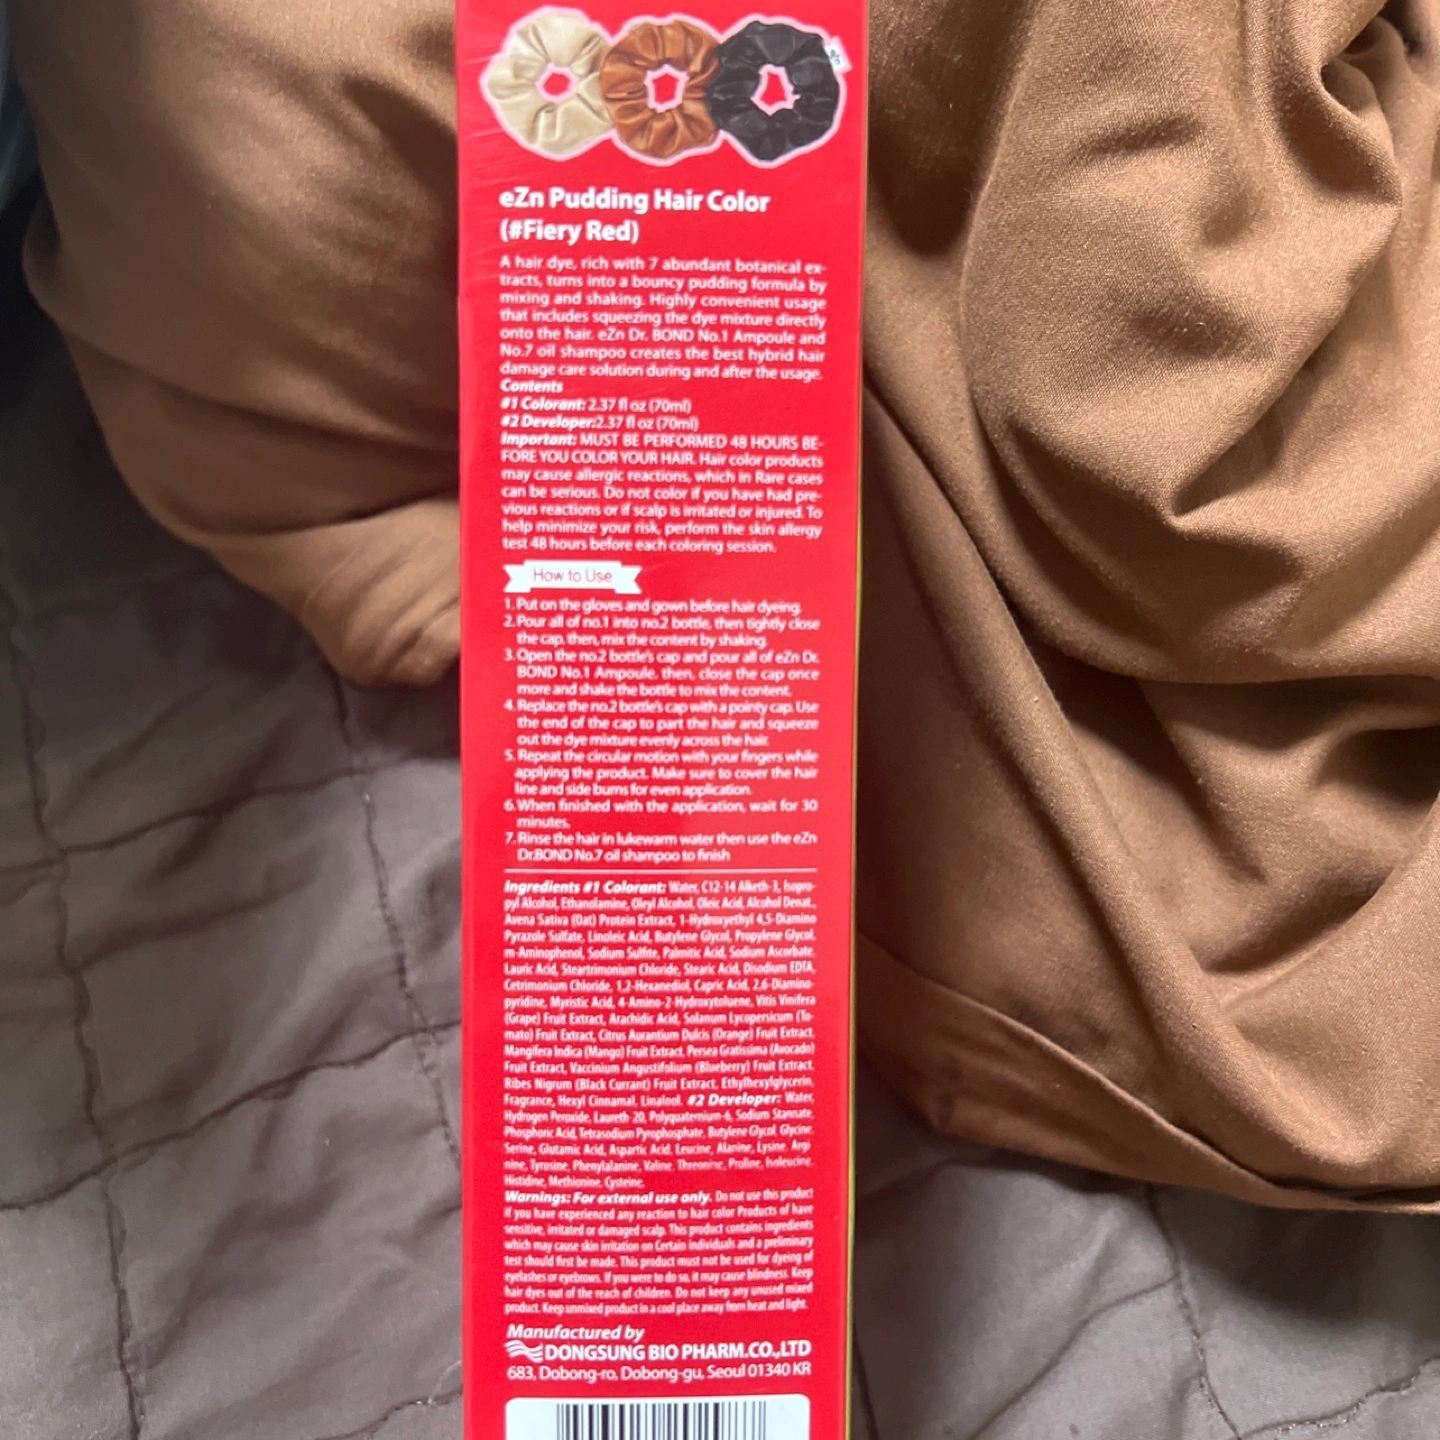 eZn Pudding Hair Color
(#Fiery Red)
A hair dye, rich with 7 abundant botanical ex-
tracts, turns into a bouncy pudding formula by
mixing and shaking. Highly convenient usage
that includes squeezing the dye mixture directly
onto the hair. eZn Dr. BOND No.1 Ampoule and
No.7 oil shampoo creates the best hybrid hair
damage care solution during and after the usage.
Contents
#1 Colorant: 2.37 fl oz (70ml)
#2 Developer:2.37 fl oz (70ml)
Important: MUST BE PERFORMED 48 HOURS BE-
FORE YOU COLOR YOUR HAIR. Hair color products
may cause allergic reactions, which in Rare cases
can be serious. Do not color if you have had pre-
vious reactions or if scalp is irritated or injured. To
help minimize your risk, perform the skin allergy
test 48 hours before each coloring session.
How to Use
1. Put on the gloves and gown before hair dyeing.
2. Pour all of no.1 into no.2 bottle, then tightly close
the cap, then, mix the content by shaking.
3. Open the no.2 bottle's cap and pour all of eZn Dr.
BOND No.1 Ampoule, then, close the cap once
more and shake the bottle to mix the content.
4. Replace the no.2 bottle's cap with a pointy cap. Use
the end of the cap to part the hair and squeeze
out the dye mixture evenly across the hair.
5. Repeat the circular motion with your fingers while
applying the product. Make sure to cover the hair
line and side burns for even application.
6. When finished with the application, wait for 30
minutes.
7. Rinse the hair in lukewarm water then use the eZn
Dr.BOND No.7 oil shampoo to finish
Ingredients #1 Colorant: Water, C12-14 Alketh-3, Isopro-
pyl Alcohol, Ethanolamine, Oleyl Alcohol, Oleic Acid, Alcohol Denat.,
Avena Sativa (Oat) Protein Extract, 1-Hydroxyethyl 4,5-Diamino
Pyrazole Sulfate, Linoleic Acid, Butylene Glycol, Propylene Glycol,
m-Aminophenol, Sodium Sulfite, Palmitic Acid, Sodium Ascorbate,
Lauric Acid, Steartrimonium Chloride, Stearic Acid, Disodium EDTA,
Cetrimonium Chloride, 1,2-Hexanediol, Capric Acid, 2,6-Diamino-
pyridine, Myristic Acid, 4-Amino-2-Hydroxytoluene, Vitis Vinifera
(Grape) Fruit Extract, Arachidic Acid, Solanum Lycopersicum (To-
mato) Fruit Extract, Citrus Aurantium Dulcis (Orange) Fruit Extract,
Mangifera Indica (Mango) Fruit Extract, Persea Gratissima (Avocado)
Fruit Extract, Vaccinium Angustifolium (Blueberry) Fruit Extract,
Ribes Nigrum (Black Currant) Fruit Extract, Ethylhexylglycerin,
Fragrance, Hexyl Cinnamal, Linalool. #2 Developer: Water,
Hydrogen Peroxide, Laureth-20, Polyquaternium-6, Sodium Stannate,
Phosphoric Acid, Tetrasodium Pyrophosphate, Butylene Glycol, Glycine,
Serine, Glutamic Acid, Aspartic Acid, Leucine, Alanine, Lysine, Argi
nine, Tyrosine, Phenylalanine, Valine, Threonine, Proline, Isoleucine,
Histidine, Methionine, Cysteine.
Warnings: For external use only. Do not use this product
if you have experienced any reaction to hair color Products of have
sensitive, irritated or damaged scalp. This product contains ingredients
which may cause skin irritation on Certain individuals and a preliminary
test should first be made. This product must not be used for dyeing of
eyelashes or eyebrows. If you were to do so, it may cause blindness. Keep
hair dyes out of the reach of children. Do not keep any unused mixed
product. Keep unmixed product in a cool place away from heat and light.
Manufactured by
DONGSUNG BIO PHARM.CO.,LTD
683, Dobong-ro, Dobong-gu, Seoul 01340 KR